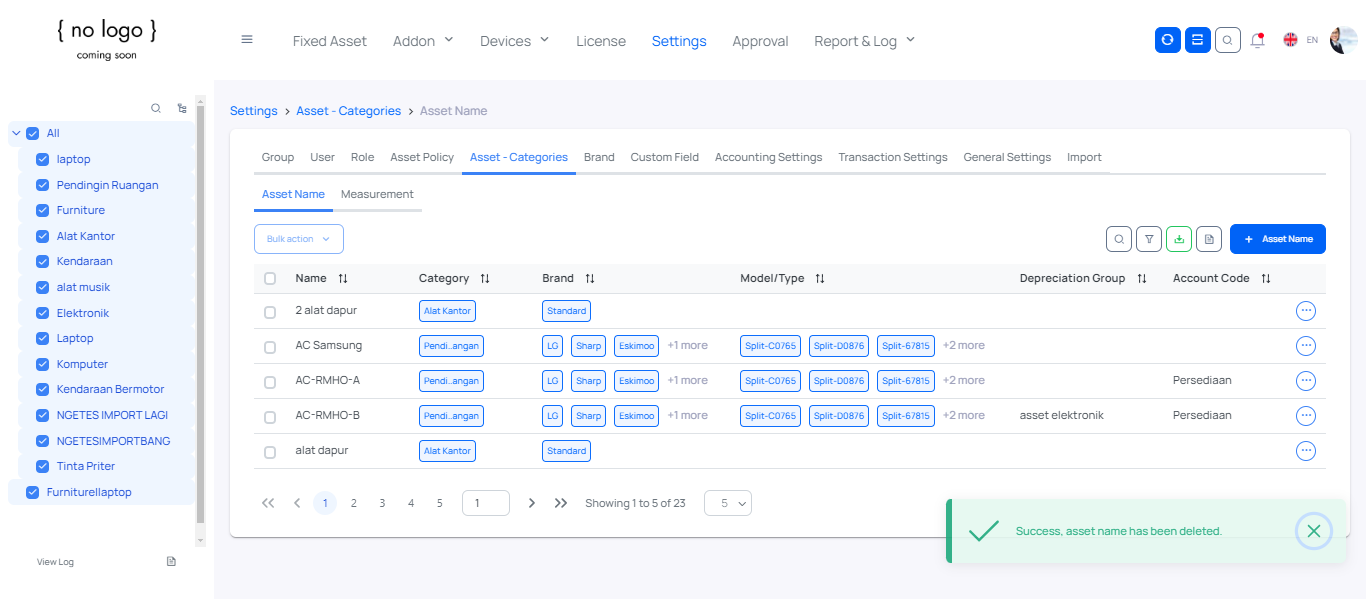 { no logo }
coming soon
Fixed Asset Addon Devices License Settings Approval Report & Log EN
All
laptop
Pendingin Ruangan
Furniture
Alat Kantor
Kendaraan
alat musik
Elektronik
Laptop
Komputer
Kendaraan Bermotor
NGETES IMPORT LAGI
NGETESIMPORTBANG
Tinta Priter
Furniturellaptop
View Log
Settings > Asset - Categories > Asset Name
Group User Role Asset Policy Asset - Categories Brand Custom Field Accounting Settings Transaction Settings General Settings Import
Asset Name Measurement
Bulk action + Asset Name
Name Category Brand Model/Type Depreciation Group Account Code
2 alat dapur Alat Kantor Standard
AC Samsung Pendi..angan LG Sharp Eskimoo +1 more Split-C0765 Split-D0876 Split-67815 +2 more
AC-RMHO-A Pendi..angan LG Sharp Eskimoo +1 more Split-C0765 Split-D0876 Split-67815 +2 more Persediaan
AC-RMHO-B Pendi..angan LG Sharp Eskimoo +1 more Split-C0765 Split-D0876 Split-67815 +2 more asset elektronik Persediaan
alat dapur Alat Kantor Standard
1 2 3 4 5 1 Showing 1 to 5 of 23 5
Success, asset name has been deleted.